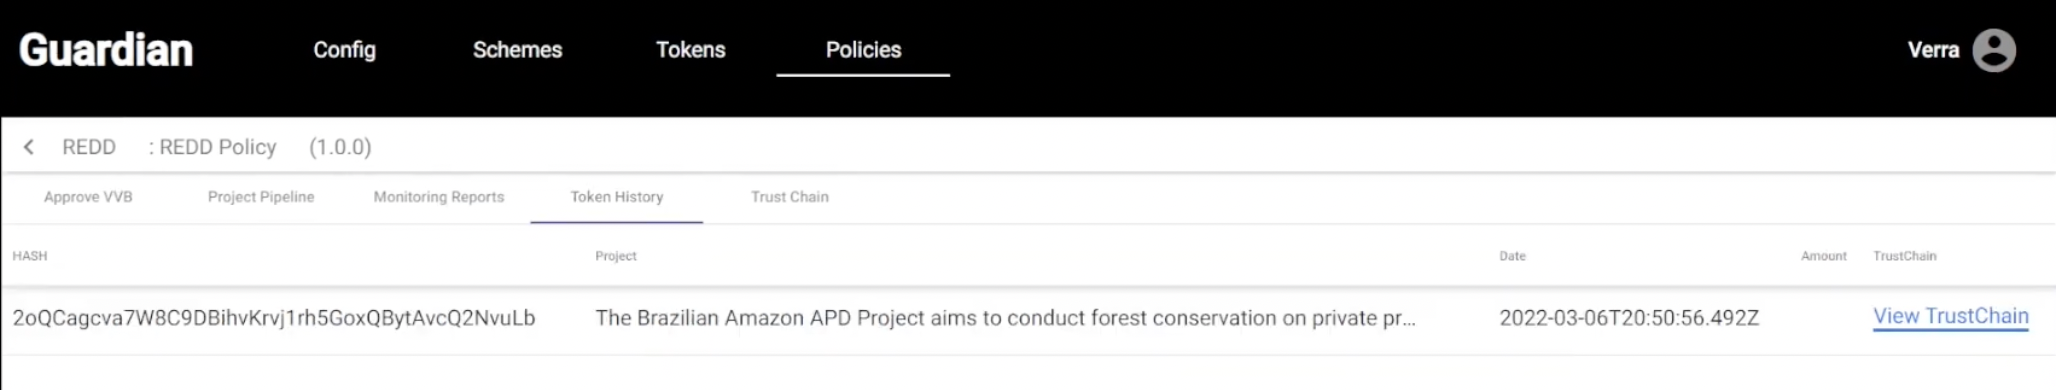 Guardian Config Schemes Tokens Policies Verra
REDD : REDD Policy (1.0.0)
Approve VVB Project Pipeline Monitoring Reports Token History Trust Chain
HASH Project Date Amount TrustChain
2oQCagcva7W8C9DBihvKrvj1rh5GoxQBytAvcQ2NvuLb The Brazilian Amazon APD Project aims to conduct forest conservation on private pr... 2022-03-06T20:50:56.492Z View TrustChain